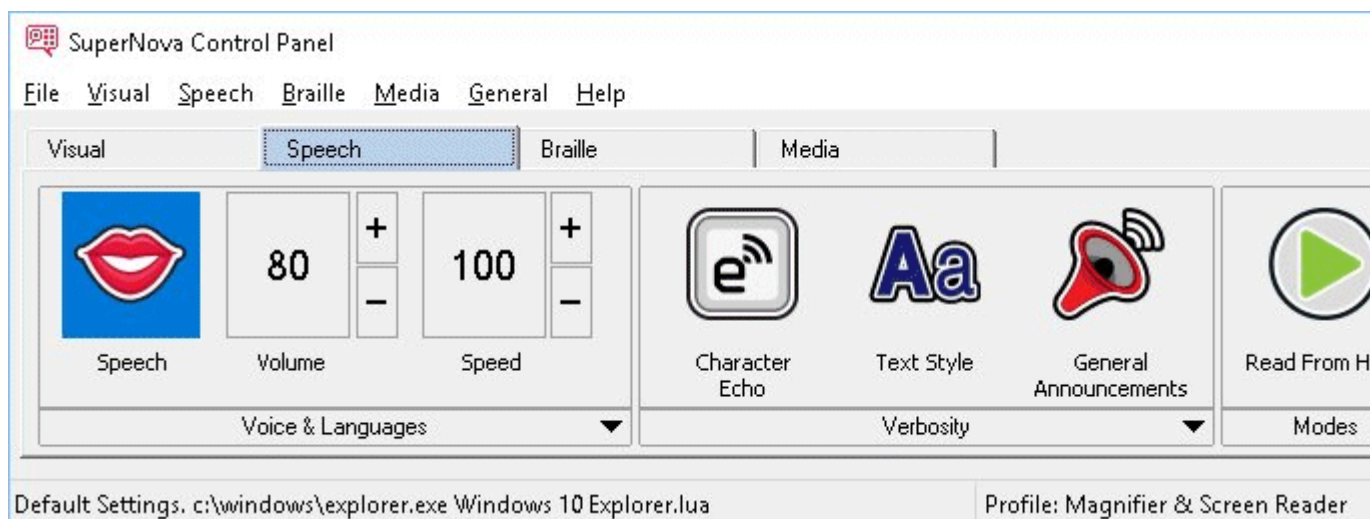 SuperNova Control Panel
File Visual Speech Braille Media General Help
Visual Speech Braille Media
80 + - 100 + -
e Aa
Speech Volume Speed Character Echo Text Style General Announcements Read From
Voice & Languages Verbosity Modes
Default Settings. c:\windows\explorer.exe Windows 10 Explorer.lua Profile: Magnifier & Screen Reader